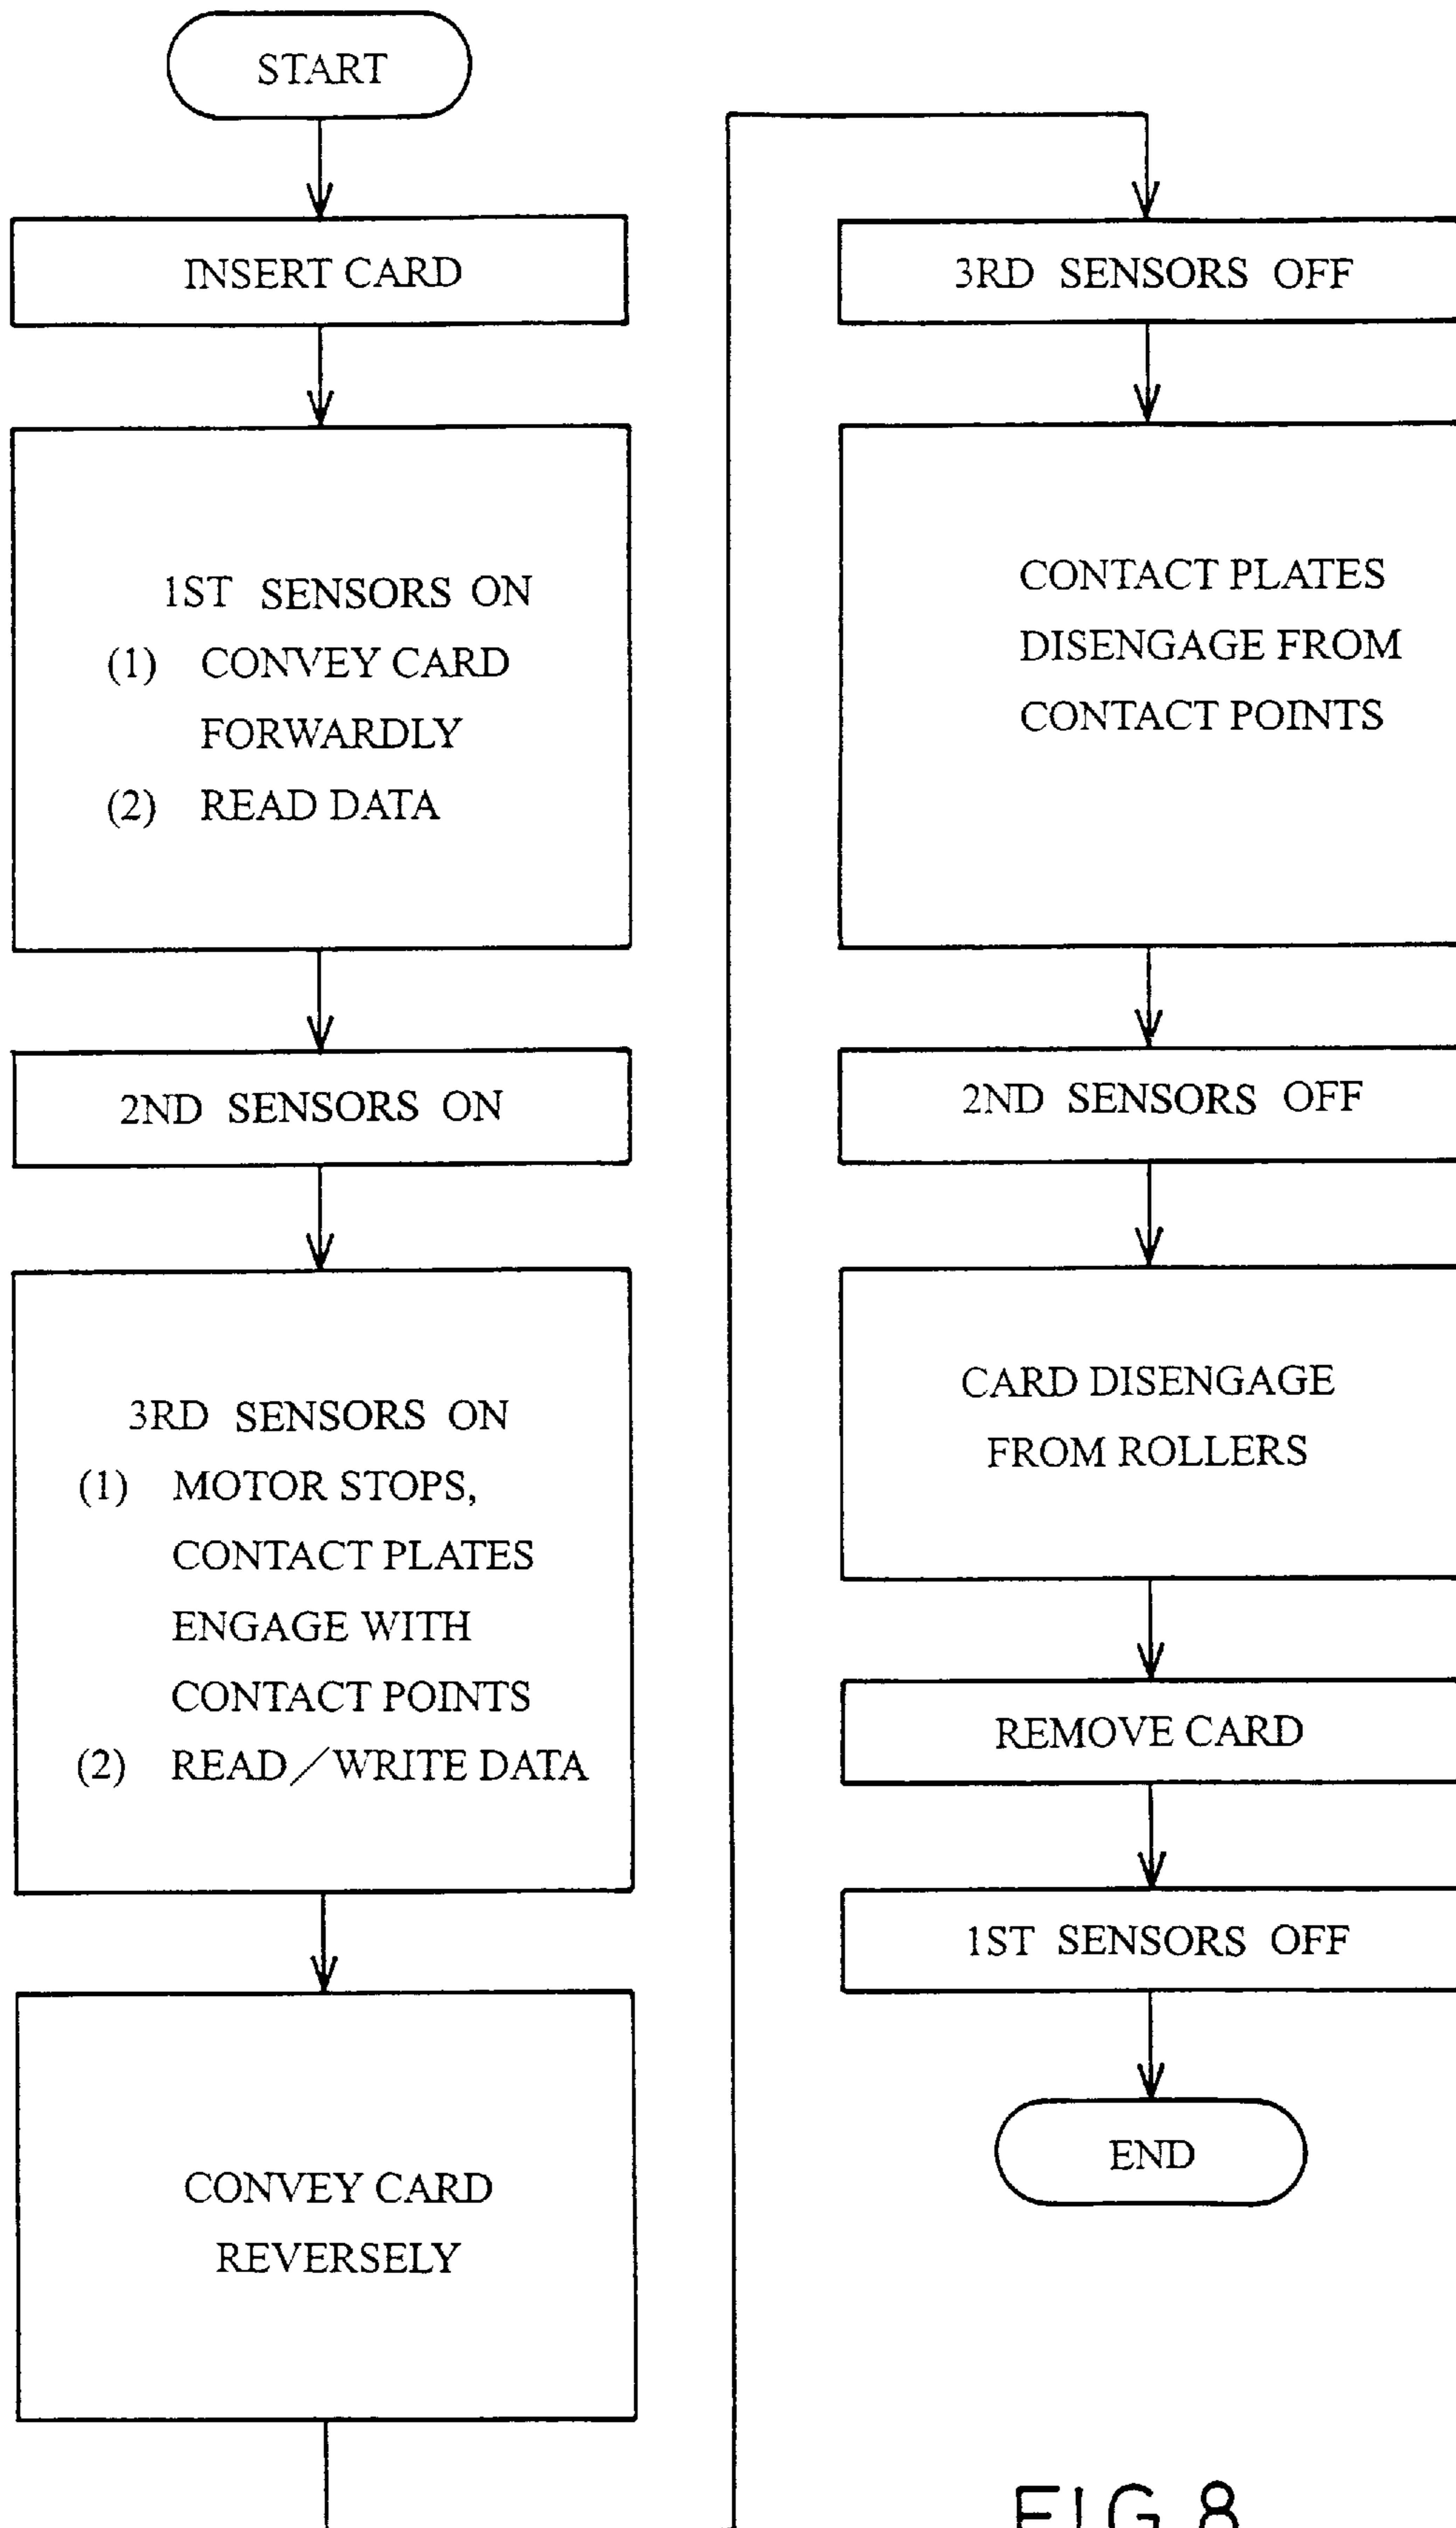 START
INSERT CARD
1ST SENSORS ON
(1) CONVEY CARD
FORWARDLY
(2) READ DATA
2ND SENSORS ON
3RD SENSORS ON
(1) MOTOR STOPS,
CONTACT PLATES
ENGAGE WITH
CONTACT POINTS
(2) READ/WRITE DATA
CONVEY CARD
REVERSELY
3RD SENSORS OFF
CONTACT PLATES
DISENGAGE FROM
CONTACT POINTS
2ND SENSORS OFF
CARD DISENGAGE
FROM ROLLERS
REMOVE CARD
1ST SENSORS OFF
END
FIG.8